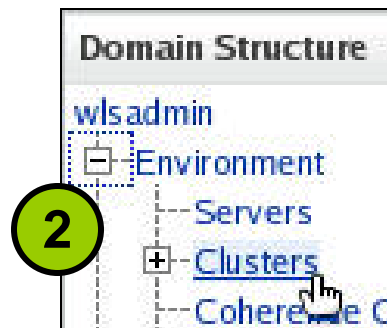 Domain Structure
wlsadmin
Environment
Servers
2
Clusters